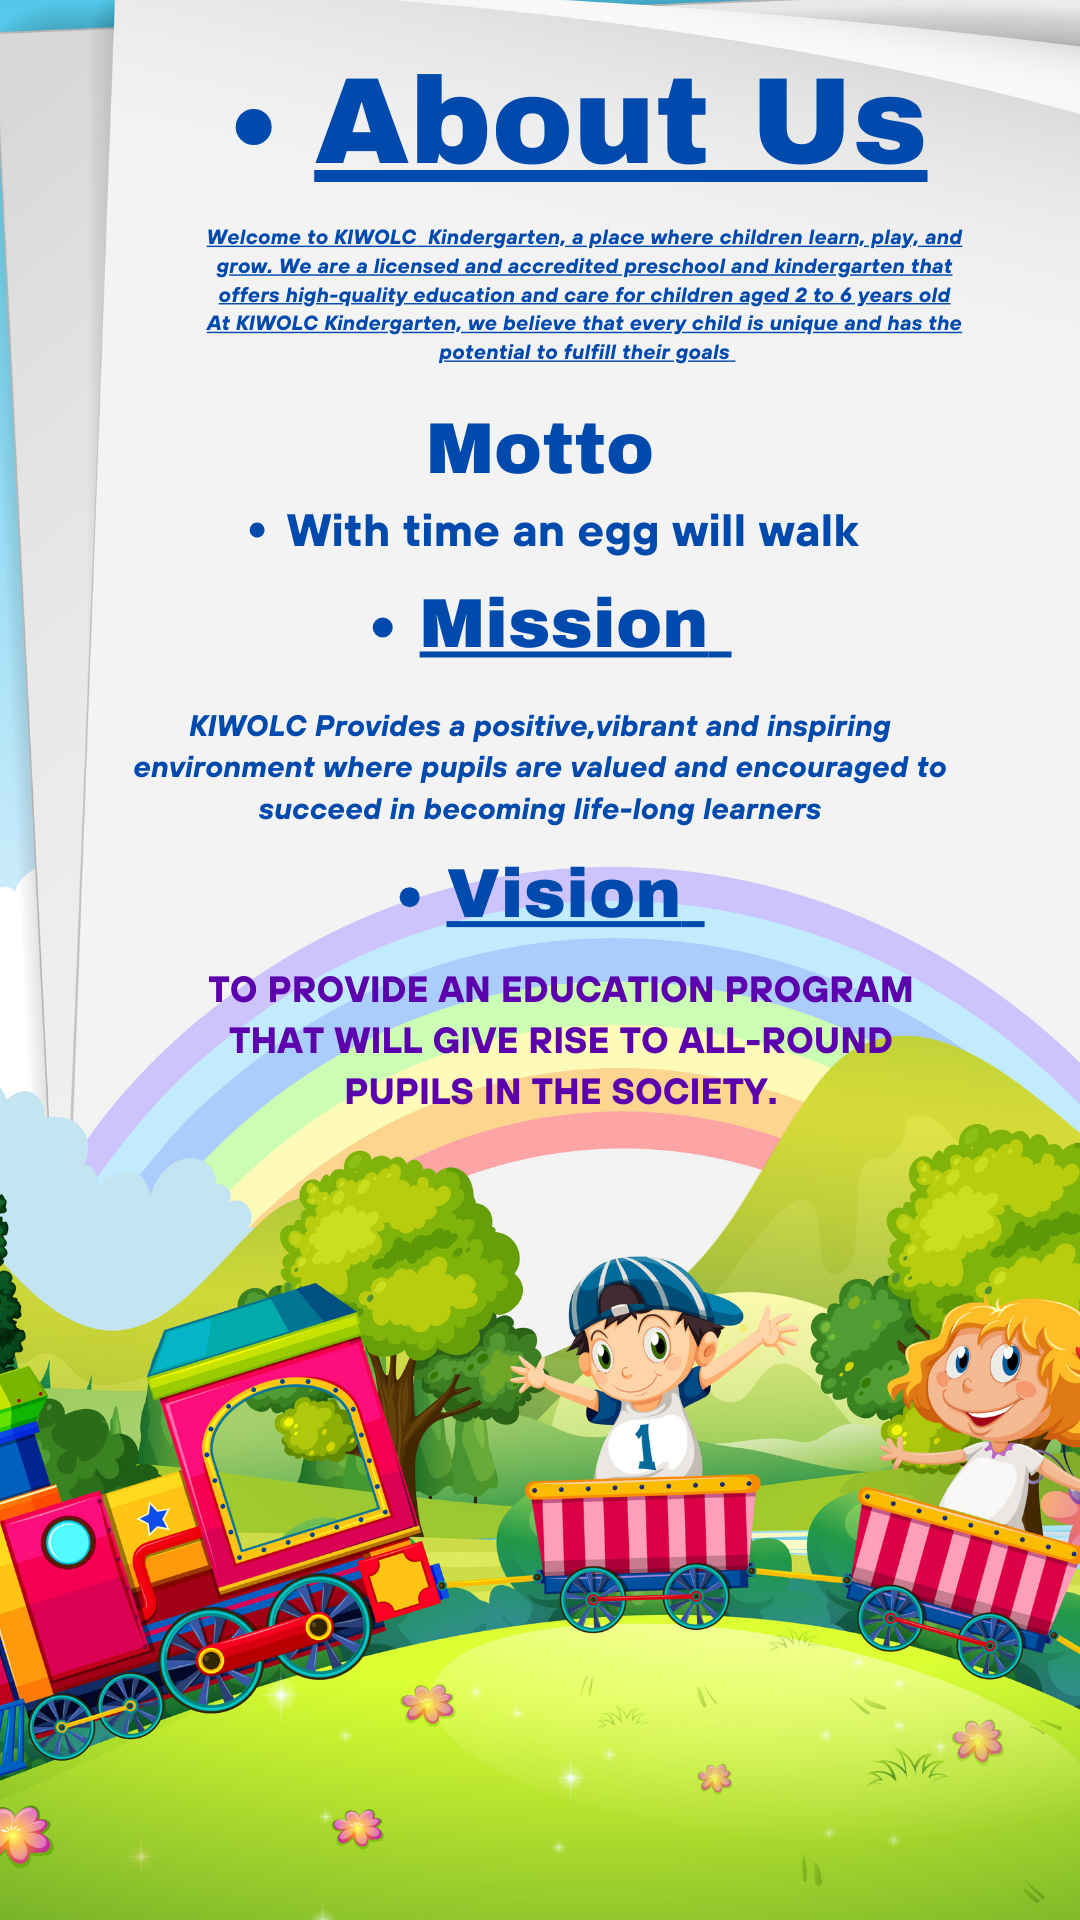 • About Us
Welcome to KIWOLC  Kindergarten, a place where children learn, play, and
grow. We are a licensed and accredited preschool and kindergarten that
offers high-quality education and care for children aged 2 to 6 years old
At KIWOLC Kindergarten, we believe that every child is unique and has the
potential to fulfill their goals
Motto
• With time an egg will walk
• Mission
KIWOLC Provides a positive,vibrant and inspiring
environment where pupils are valued and encouraged to
succeed in becoming life-long learners
• Vision
TO PROVIDE AN EDUCATION PROGRAM
THAT WILL GIVE RISE TO ALL-ROUND
PUPILS IN THE SOCIETY.
1